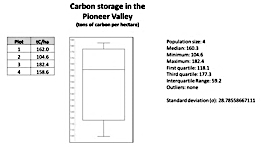 Carbon storage in the
Pioneer Valley
(tons of carbon per hectare)
Plot tC/ha
1 162.0
2 104.6
3 182.4
4 158.6
Population size: 4
Median: 160.3
Minimum: 104.6
Maximum: 182.4
First quartile: 118.1
Third quartile: 177.3
Interquartile Range: 59.2
Outliers: none
Standard deviation (σ): 28.78558667111